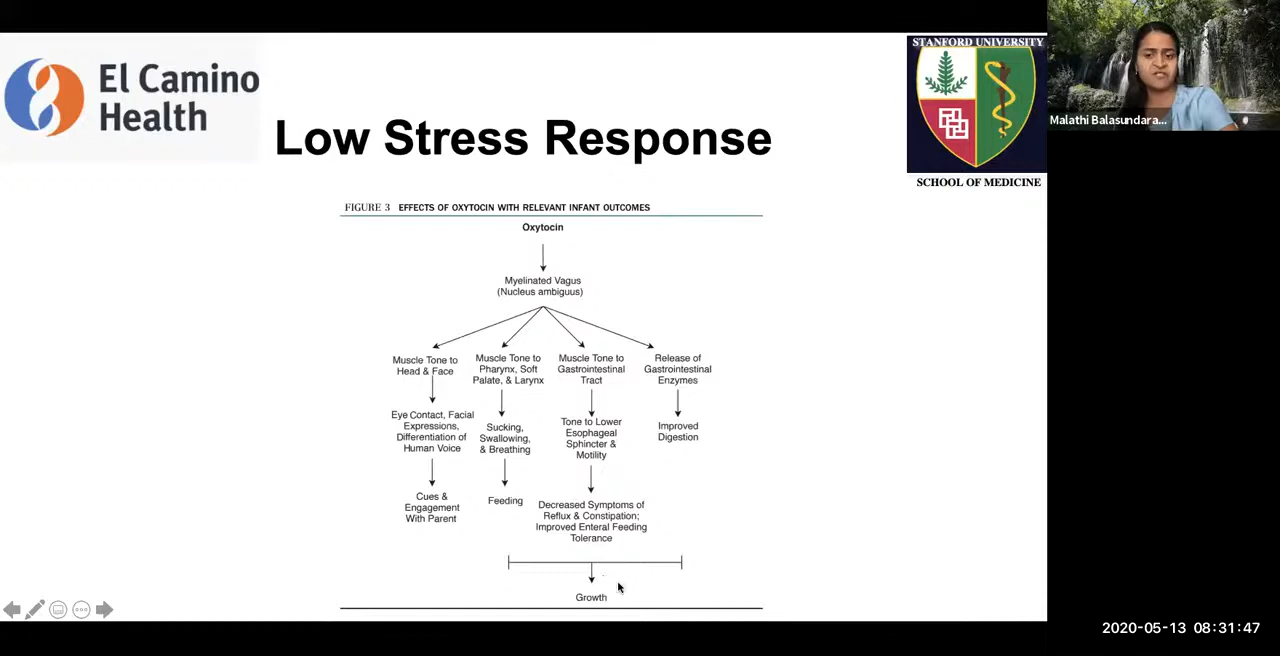 El Camino
Health
STANFORD UNIVERSITY
SCHOOL OF MEDICINE
Malathi Balasundara...
Low Stress Response
FIGURE 3 EFFECTS OF OXYTOCIN WITH RELEVANT INFANT OUTCOMES
Oxytocin
Myelinated Vagus
(Nucleus ambiguus)
Muscle Tone to
Head & Face
Muscle Tone to
Pharynx, Soft
Palate, & Larynx
Muscle Tone to
Gastrointestinal
Tract
Release of
Gastrointestinal
Enzymes
Eye Contact, Facial
Expressions,
Differentiation of
Human Voice
Sucking,
Swallowing,
& Breathing
Tone to Lower
Esophageal
Sphincter &
Motility
Improved
Digestion
Cues &
Engagement
With Parent
Feeding
Decreased Symptoms of
Reflux & Constipation;
Improved Enteral Feeding
Tolerance
Growth
2020-05-13 08:31:47